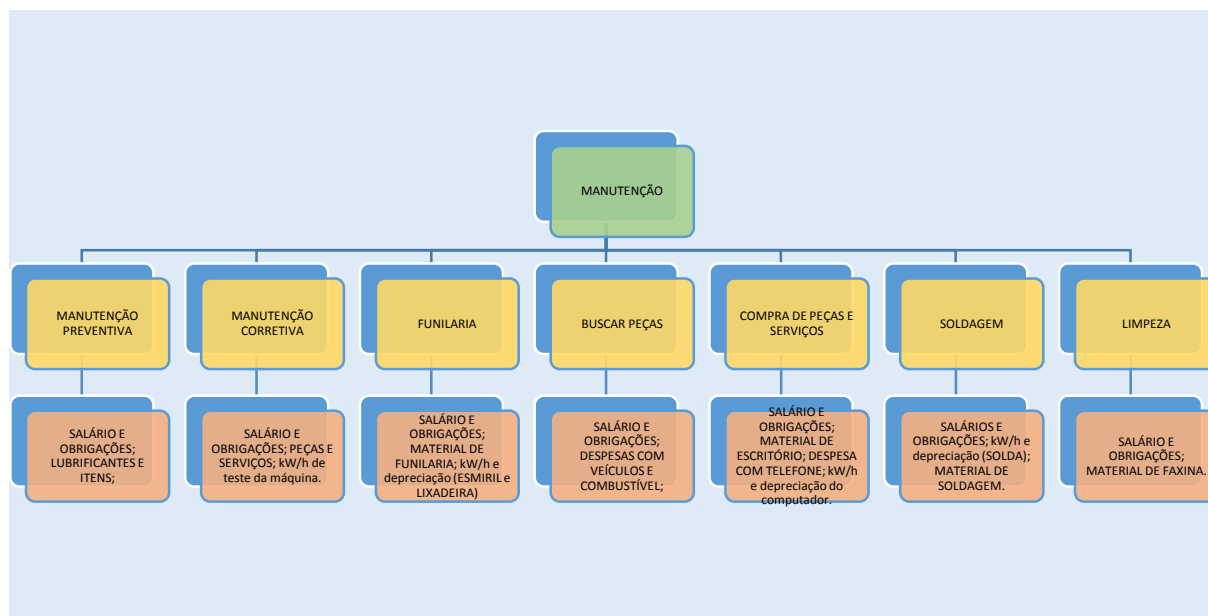 MANUTENÇÃO
MANUTENÇÃO
PREVENTIVA
MANUTENÇÃO
CORRETIVA
FUNILARIA
BUSCAR PEÇAS
COMPRA DE PEÇAS E
SERVIÇOS
SOLDAGEM
LIMPEZA
SALÁRIO E
OBRIGAÇÕES;
LUBRIFICANTES E
ITENS;
SALÁRIO E
OBRIGAÇÕES; PEÇAS E
SERVIÇOS; kW/h de
teste da máquina.
SALÁRIO E
OBRIGAÇÕES;
MATERIAL DE
FUNILARIA; kW/h e
depreciação (ESMIRIL e
LIXADEIRA)
SALÁRIO E
OBRIGAÇÕES;
DESPESAS COM
VEÍCULOS E
COMBUSTÍVEL;
SALÁRIO E
OBRIGAÇÕES;
MATERIAL DE
ESCRITÓRIO; DESPESA
COM TELEFONE; kW/h
e depreciação do
computador.
SALÁRIOS E
OBRIGAÇÕES; kW/h e
depreciação (SOLDA);
MATERIAL DE
SOLDAGEM.
SALÁRIO E
OBRIGAÇÕES;
MATERIAL DE FAXINA.